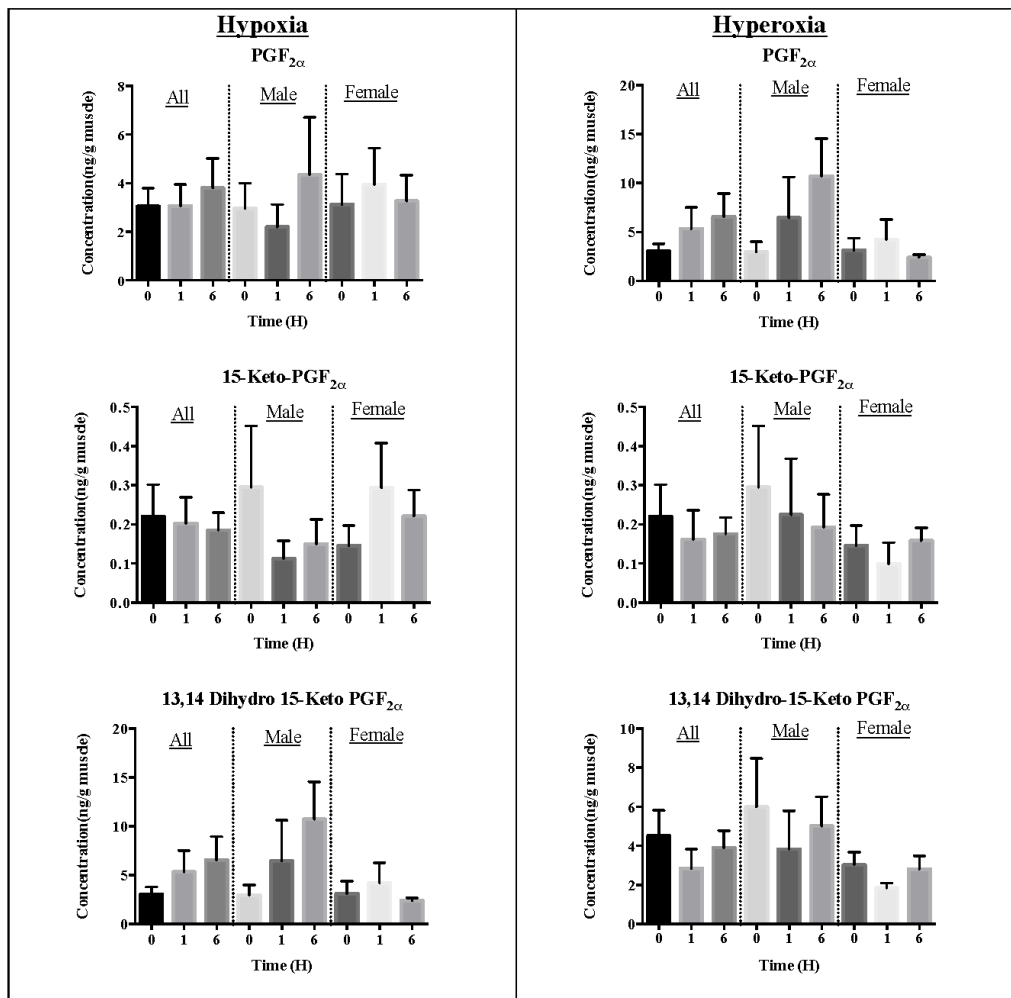 Hypoxia
PGF2α
All
Male
Female
Concentration(ng/g muscle)
8
6
4
2
0
0 1 6 0 1 6 0 1 6
Time (H)
15-Keto-PGF2α
All
Male
Female
Concentration(ng/g muscle)
0.5
0.4
0.3
0.2
0.1
0.0
0 1 6 0 1 6 0 1 6
Time (H)
13,14 Dihydro 15-Keto PGF2α
All
Male
Female
Concentration(ng/g muscle)
20
15
10
5
0
0 1 6 0 1 6 0 1 6
Time (H)
Hyperoxia
PGF2α
All
Male
Female
Concentration(ng/g muscle)
20
15
10
5
0
0 1 6 0 1 6 0 1 6
Time (H)
15-Keto-PGF2α
All
Male
Female
Concentration(ng/g muscle)
0.5
0.4
0.3
0.2
0.1
0.0
0 1 6 0 1 6 0 1 6
Time (H)
13,14 Dihydro-15-Keto PGF2α
All
Male
Female
Concentration(ng/g muscle)
10
8
6
4
2
0
0 1 6 0 1 6 0 1 6
Time (H)